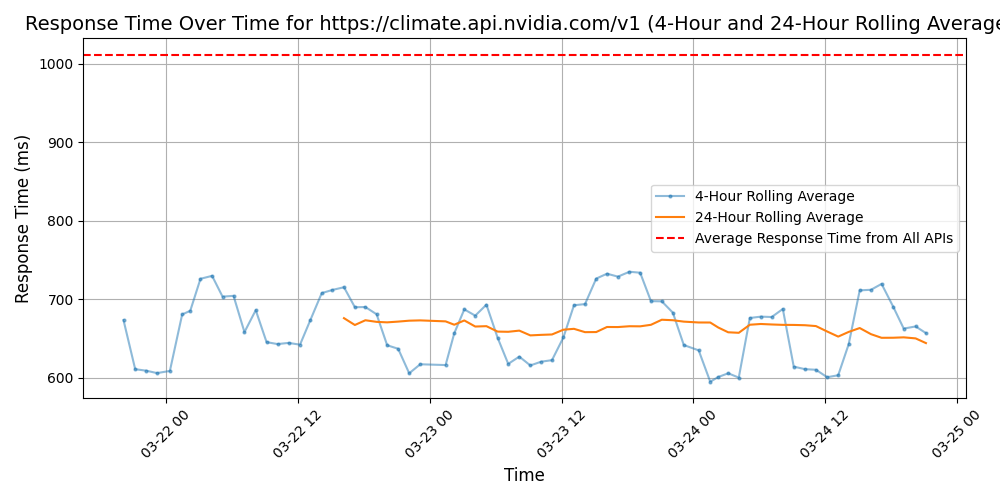 Response Time Over Time for https://climate.api.nvidia.com/v1 (4-Hour and 24-Hour Rolling Average
Response Time (ms)
1000
900
800
700
600
4-Hour Rolling Average
24-Hour Rolling Average
Average Response Time from All APIs
03-22 00
03-22 12
03-23 00
03-23 12
03-24 00
03-24 12
03-25 00
Time